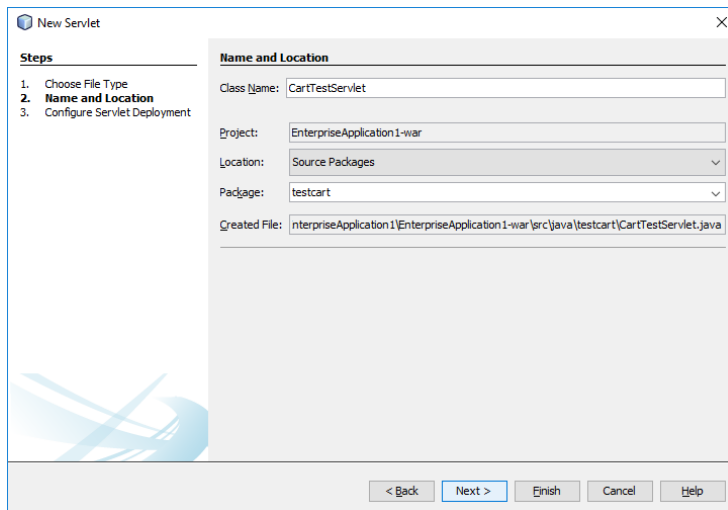 New Servlet
Steps
1. Choose File Type
2. Name and Location
3. Configure Servlet Deployment
Name and Location
Class Name: CartTestServlet
Project: EnterpriseApplication1-war
Location: Source Packages
Package: testcart
Created File: nterpriseApplication1\EnterpriseApplication1-war\src\java\testcart\CartTestServlet.java
< Back Next > Finish Cancel Help